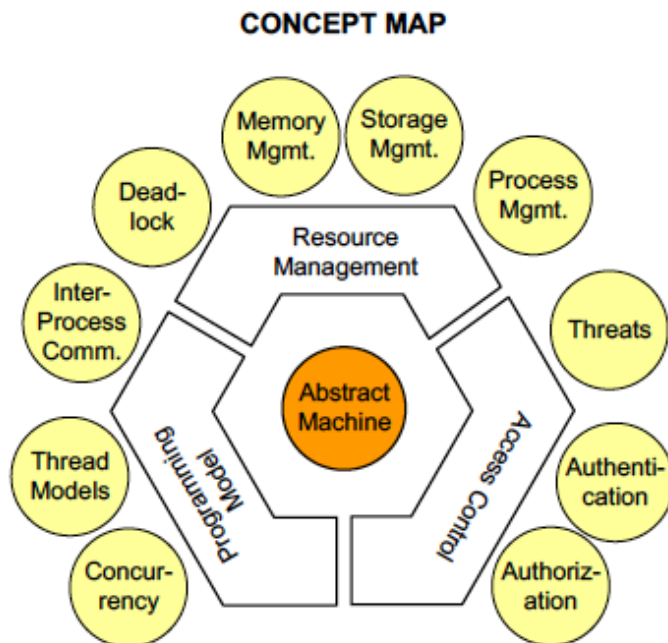 CONCEPT MAP
Memory
Mgmt.
Storage
Mgmt.
Process
Mgmt.
Dead-
lock
Resource
Management
Inter-
Process
Comm.
Threats
Abstract
Machine
Programming
Model
Access Control
Thread
Models
Authenti-
cation
Concur-
rency
Authoriz-
ation